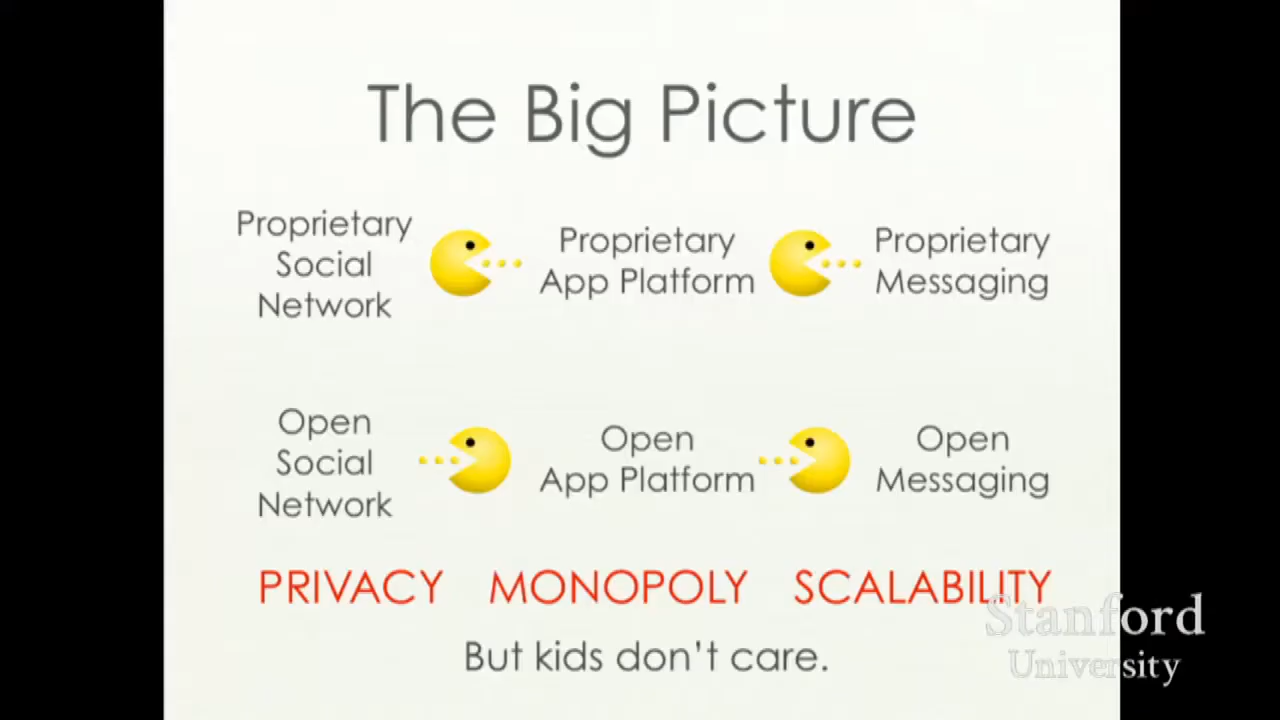 The Big Picture
Proprietary
Social
Network
Proprietary
App Platform
Proprietary
Messaging
Open
Social
Network
Open
App Platform
Open
Messaging
PRIVACY MONOPOLY SCALABILITY
But kids don't care.
Stanford
University